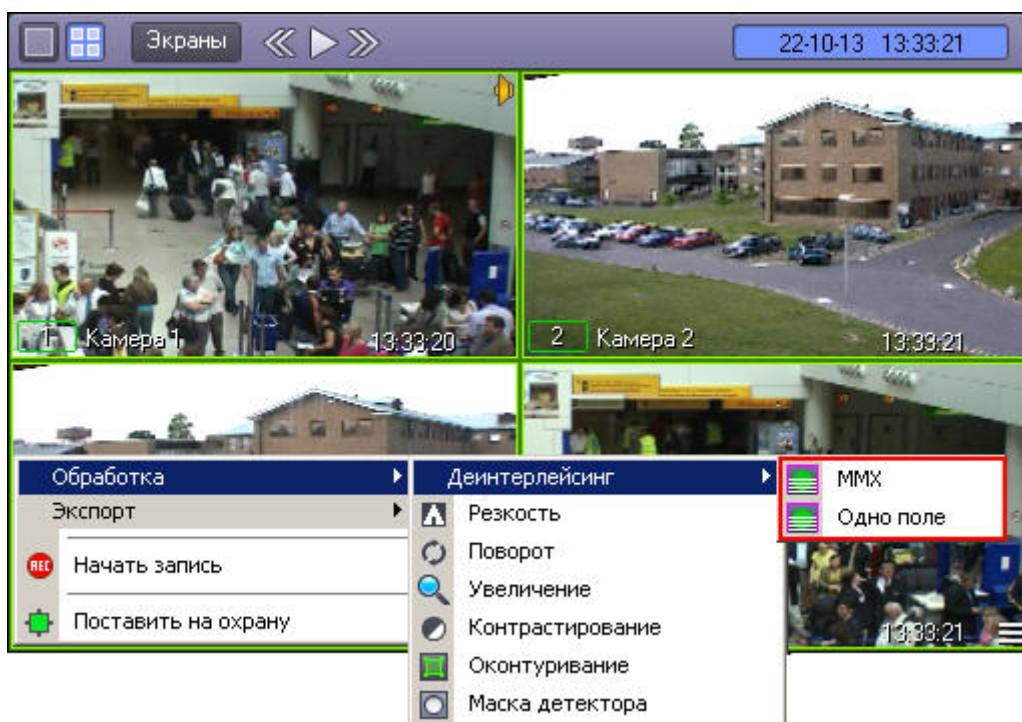 Экраны 22-10-13 13:33:21
1 Камера 1 13:33:20
2 Камера 2 13:33:21
Обработка
Экспорт
Начать запись
Поставить на охрану
Деинтерлейсинг
Резкость
Поворот
Увеличение
Контрастирование
Оконтуривание
Маска детектора
MMX
Одно поле
13:33:21